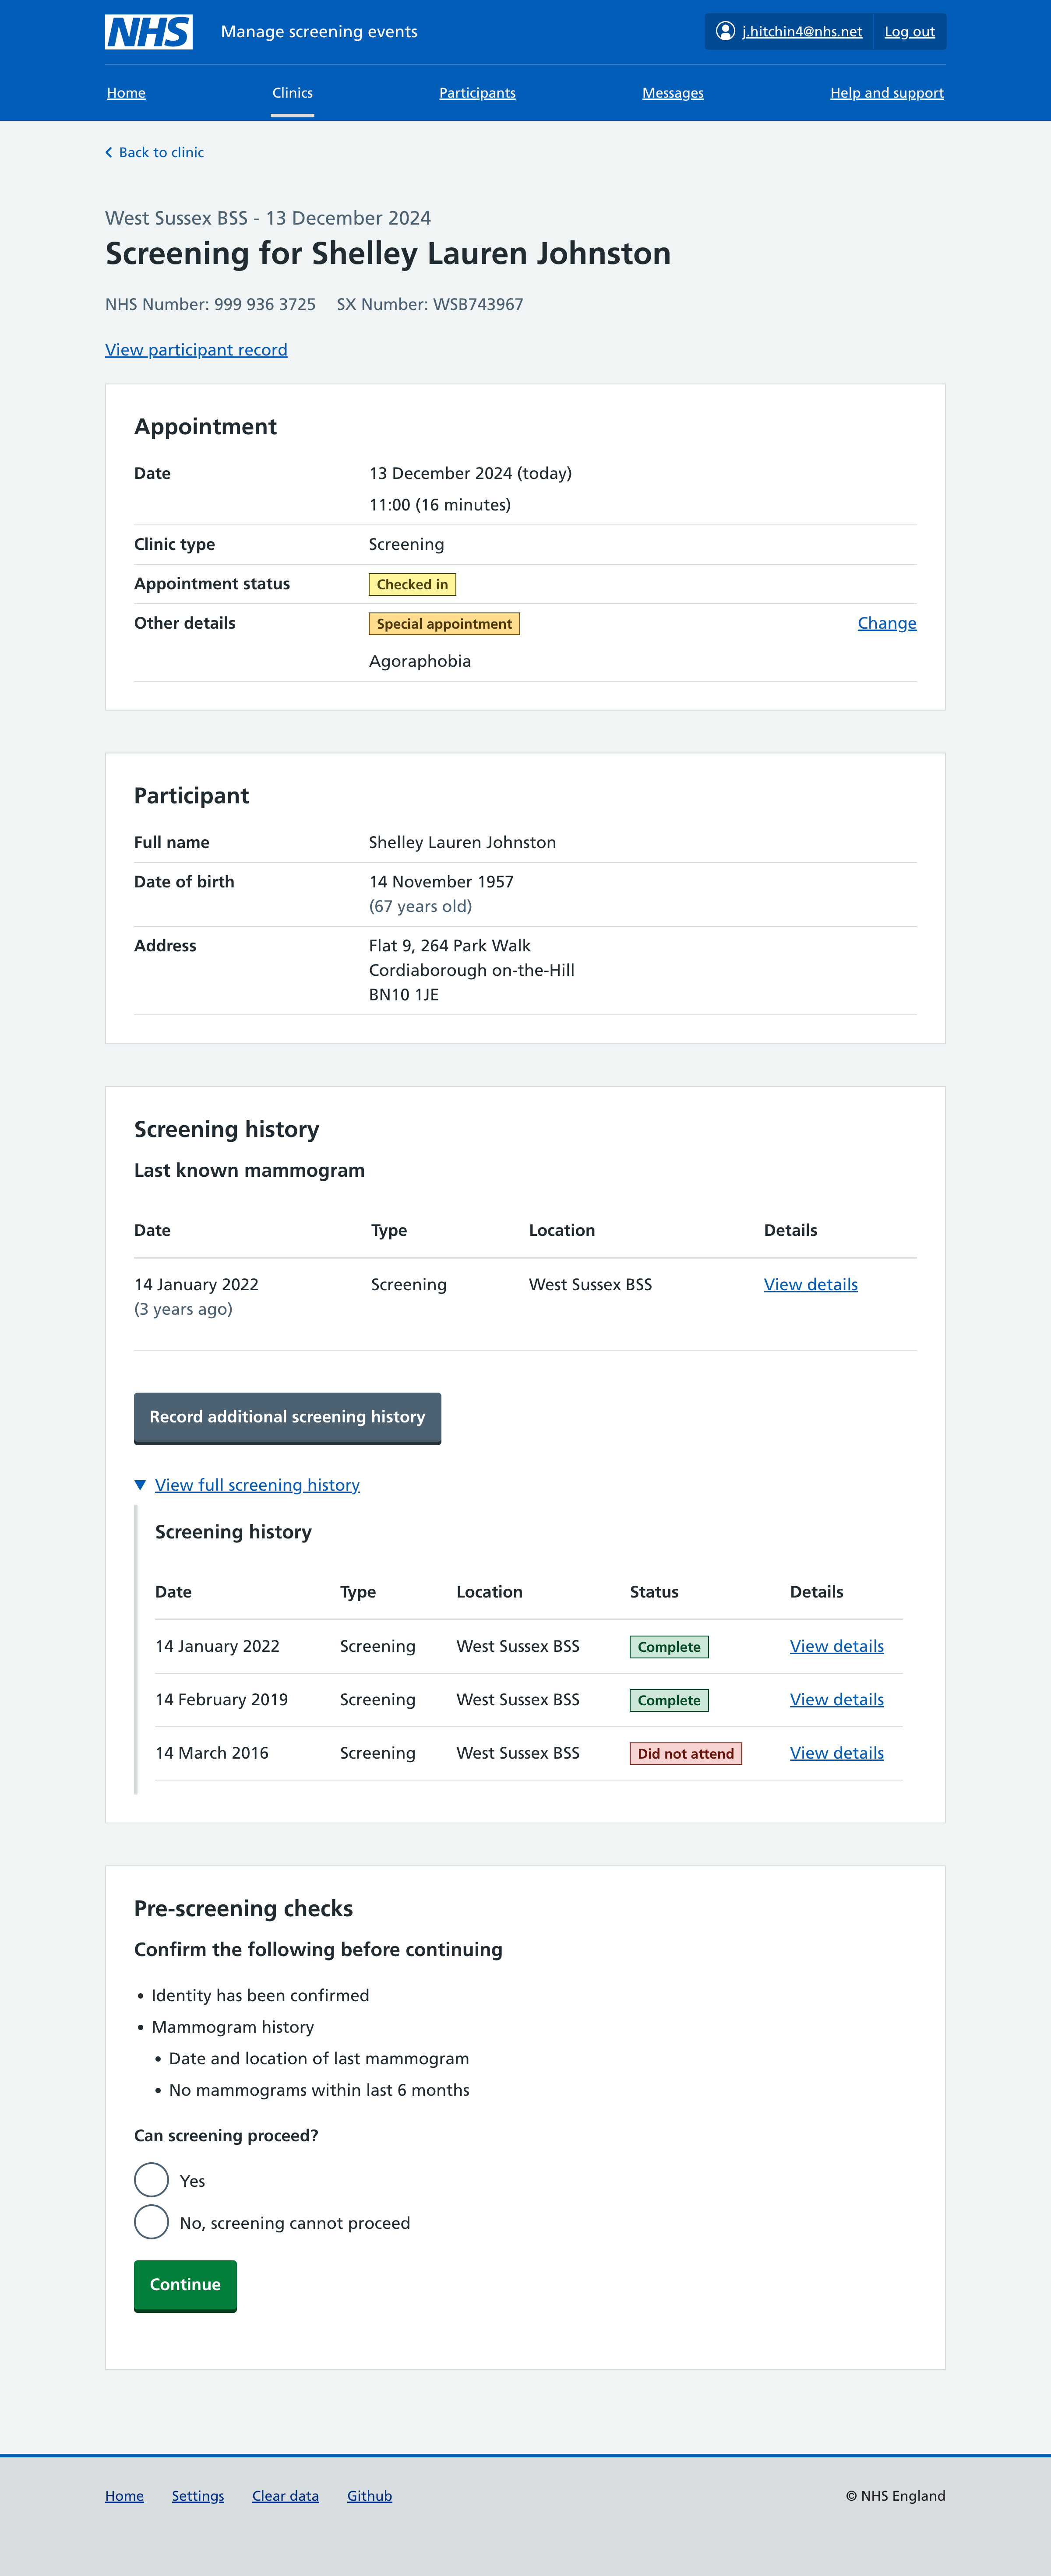 NHS Manage screening events j.hitchin4@nhs.net Log out
Home Clinics Participants Messages Help and support
Back to clinic
West Sussex BSS - 13 December 2024
Screening for Shelley Lauren Johnston
NHS Number: 999 936 3725 SX Number: WSB743967
View participant record
Appointment
Date 13 December 2024 (today)
11:00 (16 minutes)
Clinic type Screening
Appointment status Checked in
Other details Special appointment Change
Agoraphobia
Participant
Full name Shelley Lauren Johnston
Date of birth 14 November 1957
(67 years old)
Address Flat 9, 264 Park Walk
Cordiaborough on-the-Hill
BN10 1JE
Screening history
Last known mammogram
Date Type Location Details
14 January 2022 Screening West Sussex BSS View details
(3 years ago)
Record additional screening history
View full screening history
Screening history
Date Type Location Status Details
14 January 2022 Screening West Sussex BSS Complete View details
14 February 2019 Screening West Sussex BSS Complete View details
14 March 2016 Screening West Sussex BSS Did not attend View details
Pre-screening checks
Confirm the following before continuing
• Identity has been confirmed
• Mammogram history
• Date and location of last mammogram
• No mammograms within last 6 months
Can screening proceed?
Yes
No, screening cannot proceed
Continue
Home Settings Clear data Github © NHS England